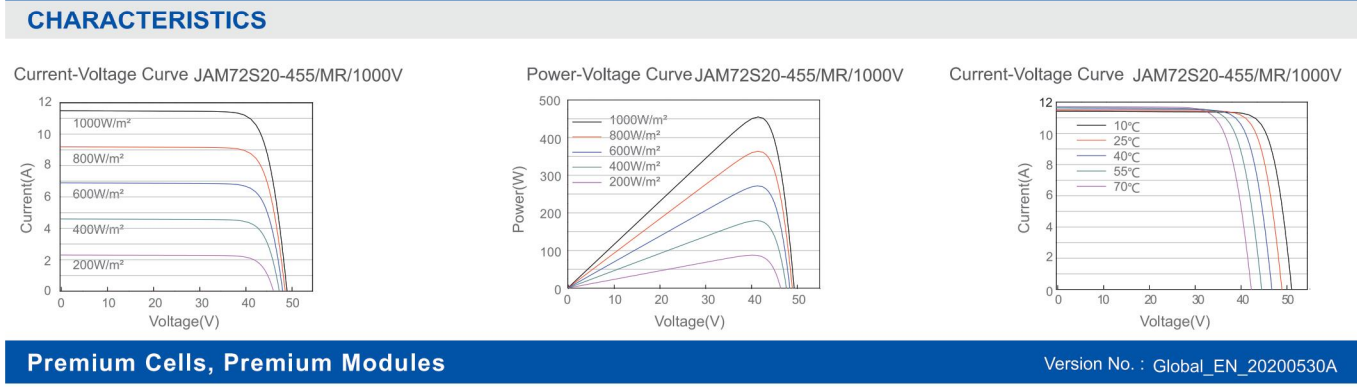 CHARACTERISTICS
Current-Voltage Curve JAM72S20-455/MR/1000V
12
10
8
6
4
2
0
Current(A)
1000W/m²
800W/m²
600W/m²
400W/m²
200W/m²
0 10 20 30 40 50
Voltage(V)
Power-Voltage Curve JAM72S20-455/MR/1000V
500
400
300
200
100
0
Power(W)
1000W/m²
800W/m²
600W/m²
400W/m²
200W/m²
0 10 20 30 40 50
Voltage(V)
Current-Voltage Curve JAM72S20-455/MR/1000V
12
10
8
6
4
2
0
Current(A)
10℃
25℃
40℃
55℃
70℃
0 10 20 30 40 50
Voltage(V)
Premium Cells, Premium Modules
Version No. : Global_EN_20200530A